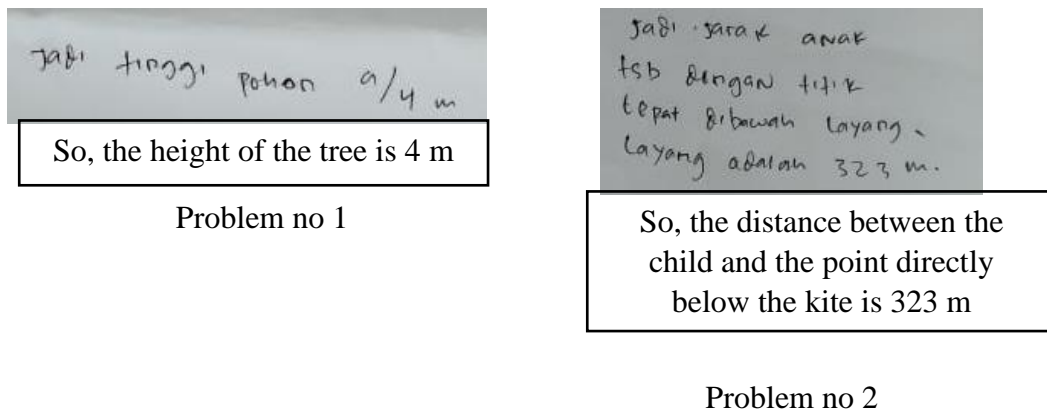 Jadi tinggi pohon a/4 m
So, the height of the tree is 4 m
Problem no 1
Jadi jarak anak
tsb dengan titik
tepat dibawah layang-
layang adalah 323 m.
So, the distance between the
child and the point directly
below the kite is 323 m
Problem no 2